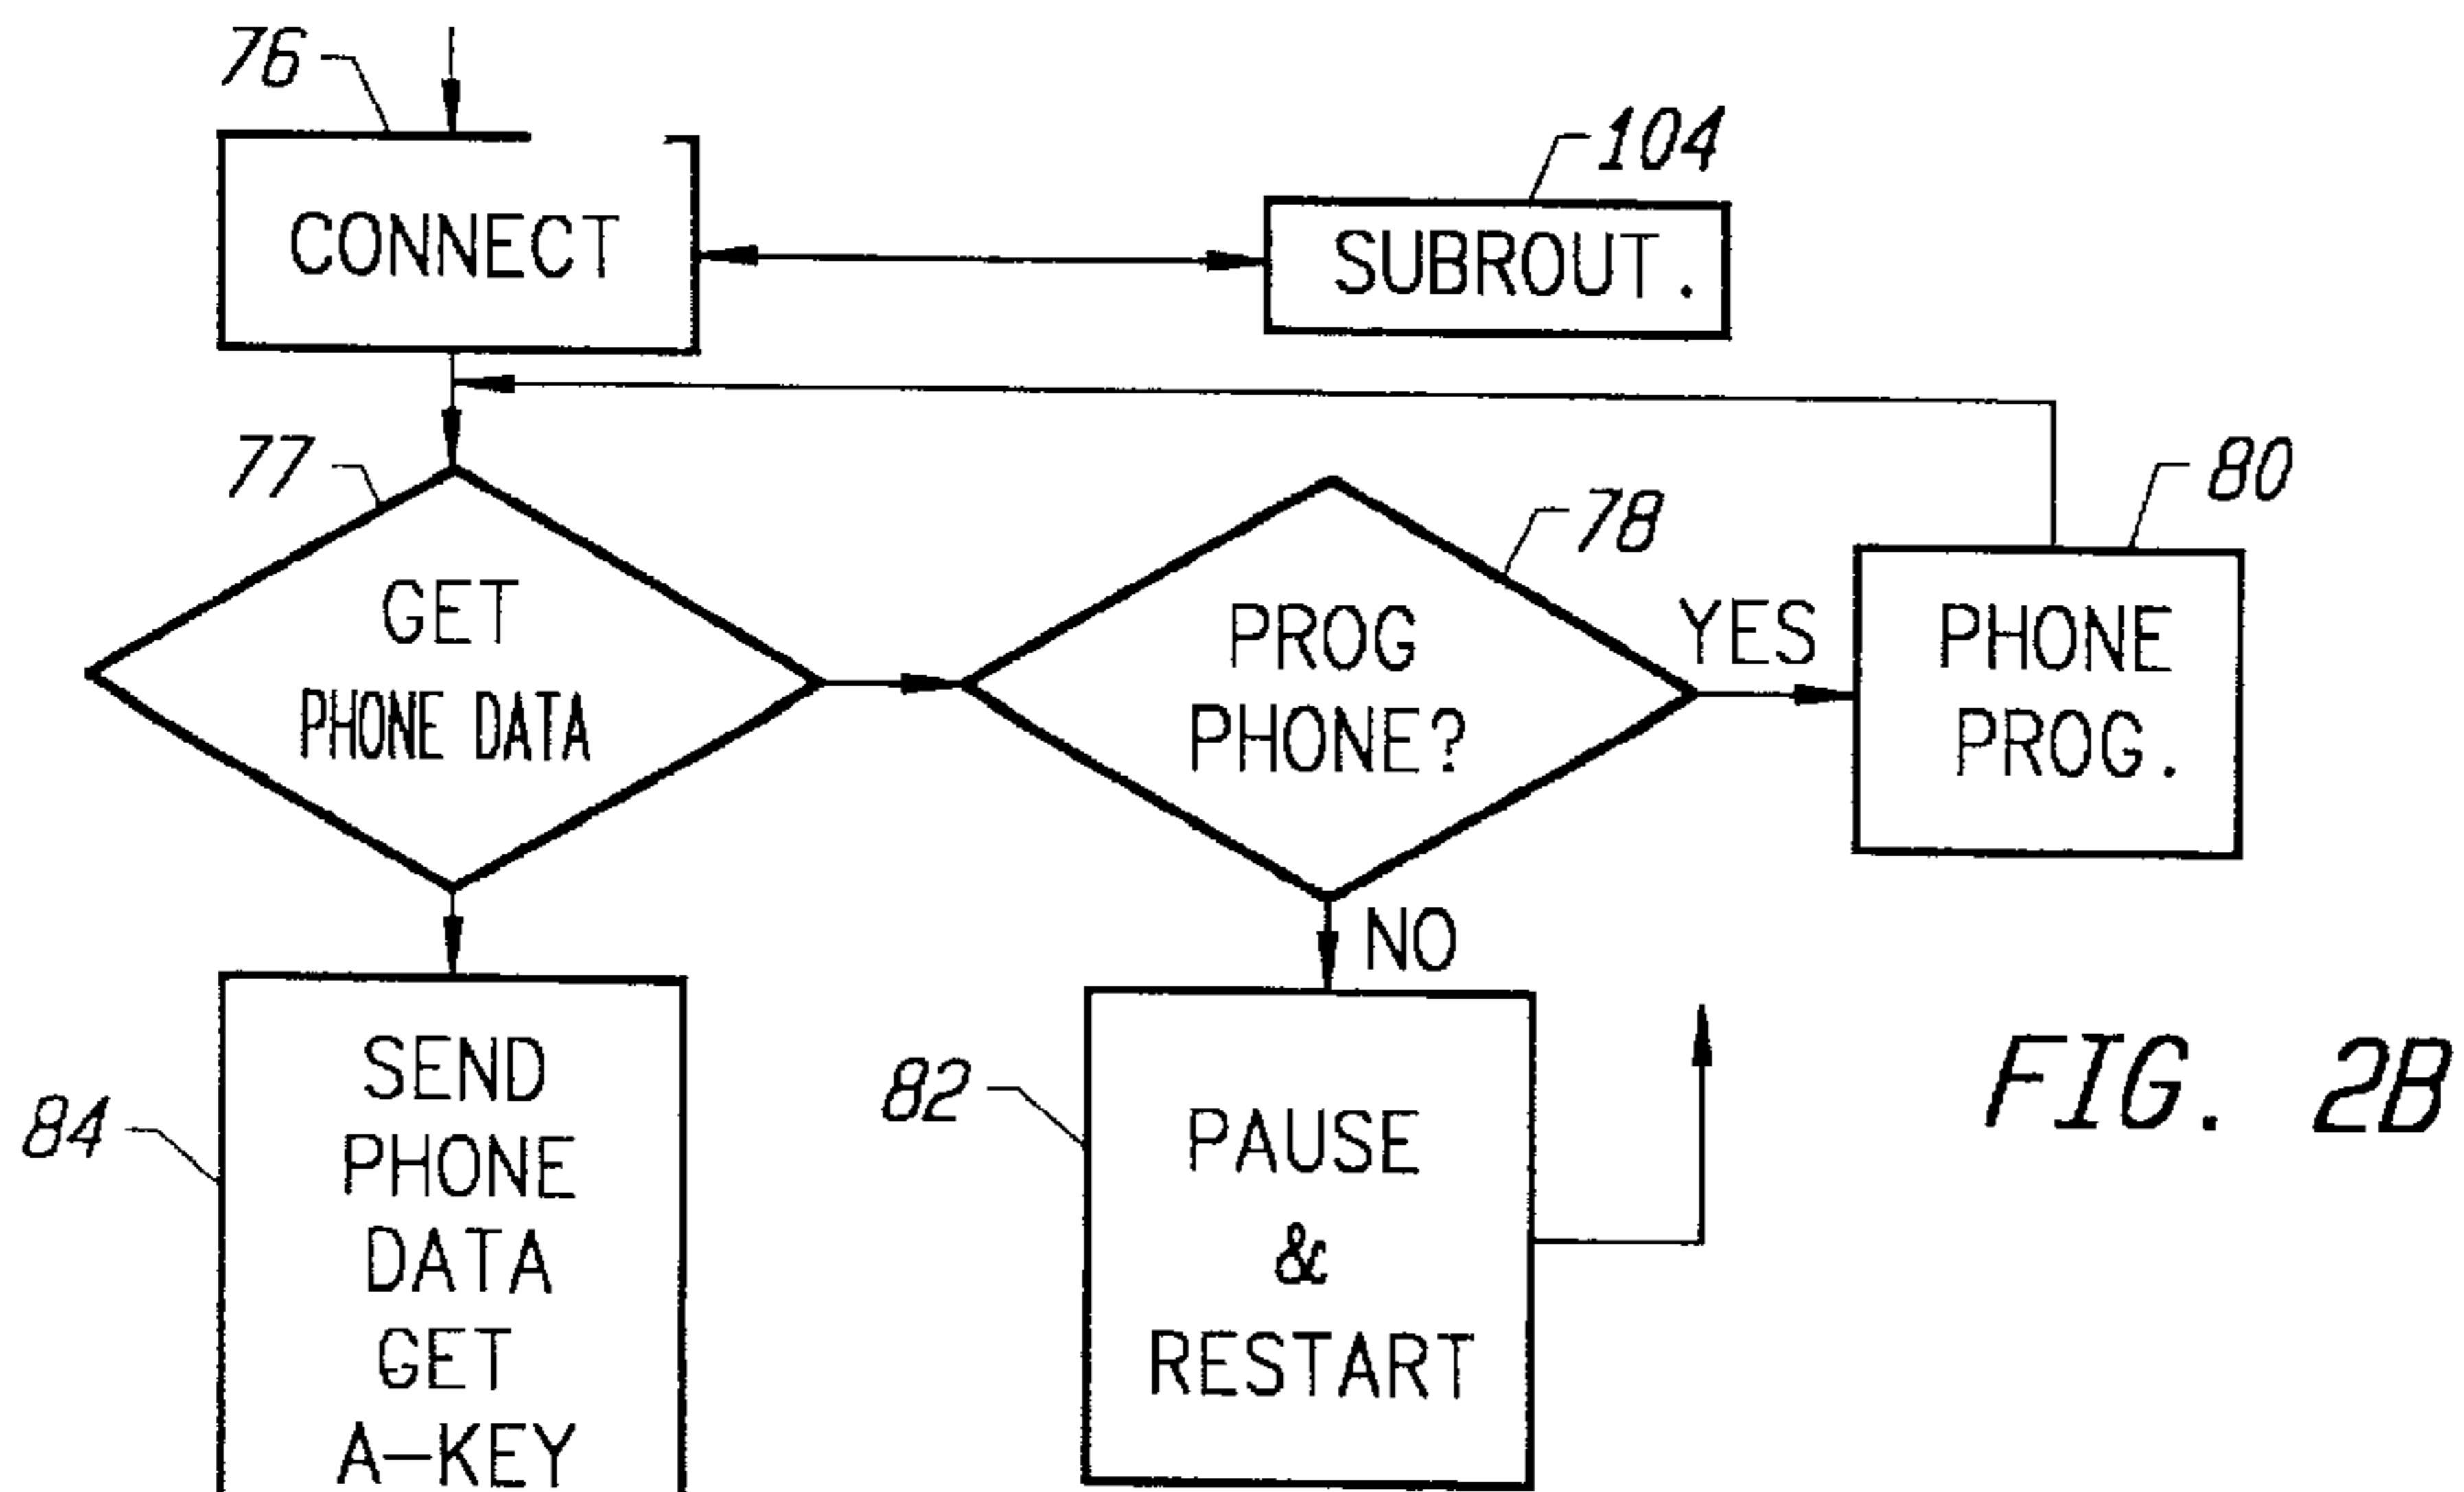 76
CONNECT
104
SUBROUT.
77
GET
PHONE DATA
78
PROG
PHONE?
YES
80
PHONE
PROG.
NO
84
SEND
PHONE
DATA
GET
A-KEY
82
PAUSE
&
RESTART
FIG. 2B